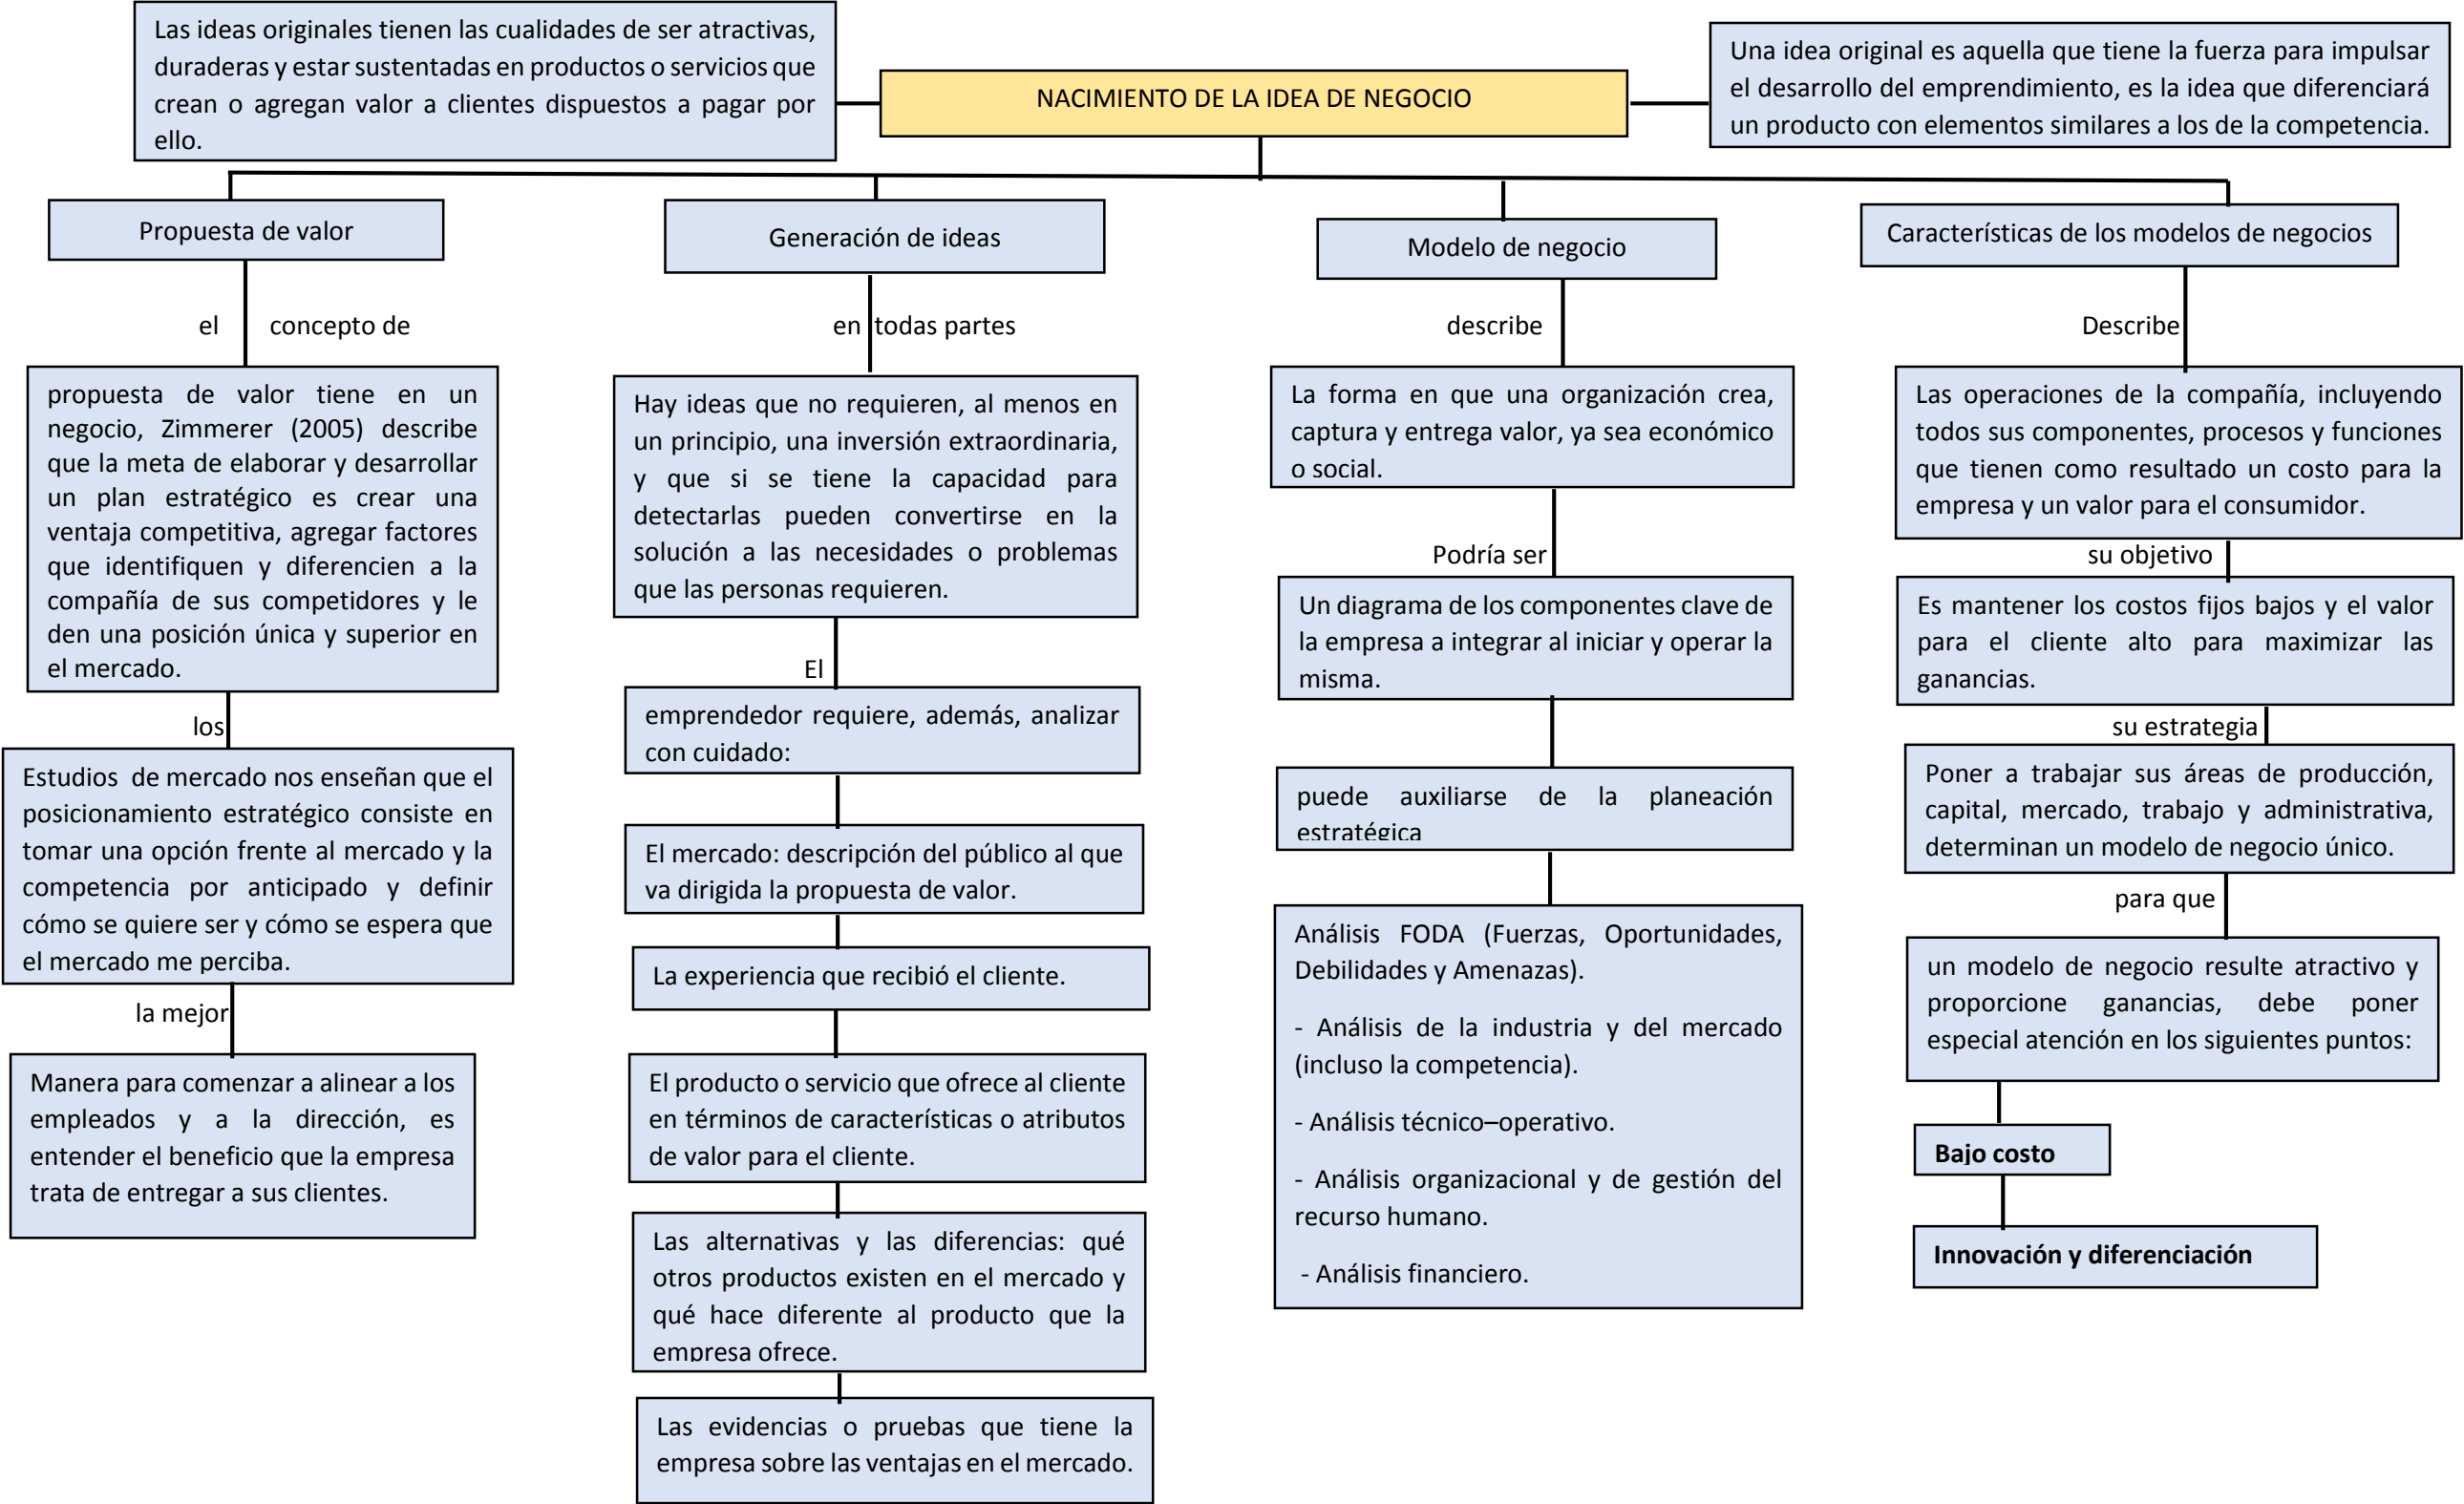 Las ideas originales tienen las cualidades de ser atractivas,
duraderas y estar sustentadas en productos o servicios que
crean o agregan valor a clientes dispuestos a pagar por
ello.
NACIMIENTO DE LA IDEA DE NEGOCIO
Una idea original es aquella que tiene la fuerza para impulsar
el desarrollo del emprendimiento, es la idea que diferenciará
un producto con elementos similares a los de la competencia.
Propuesta de valor
el concepto de
propuesta de valor tiene en un
negocio, Zimmerer (2005) describe
que la meta de elaborar y desarrollar
un plan estratégico es crear una
ventaja competitiva, agregar factores
que identifiquen y diferencien a la
compañía de sus competidores y le
den una posición única y superior en
el mercado.
los
Estudios de mercado nos enseñan que el
posicionamiento estratégico consiste en
tomar una opción frente al mercado y la
competencia por anticipado y definir
cómo se quiere ser y cómo se espera que
el mercado me perciba.
la mejor
Manera para comenzar a alinear a los
empleados y a la dirección, es
entender el beneficio que la empresa
trata de entregar a sus clientes.
Generación de ideas
en todas partes
Hay ideas que no requieren, al menos en
un principio, una inversión extraordinaria,
y que si se tiene la capacidad para
detectarlas pueden convertirse en la
solución a las necesidades o problemas
que las personas requieren.
El
emprendedor requiere, además, analizar
con cuidado:
El mercado: descripción del público al que
va dirigida la propuesta de valor.
La experiencia que recibió el cliente.
El producto o servicio que ofrece al cliente
en términos de características o atributos
de valor para el cliente.
Las alternativas y las diferencias: qué
otros productos existen en el mercado y
qué hace diferente al producto que la
empresa ofrece.
Las evidencias o pruebas que tiene la
empresa sobre las ventajas en el mercado.
Modelo de negocio
describe
La forma en que una organización crea,
captura y entrega valor, ya sea económico
o social.
Podría ser
Un diagrama de los componentes clave de
la empresa a integrar al iniciar y operar la
misma.
puede auxiliarse de la planeación
estratégica
Análisis FODA (Fuerzas, Oportunidades,
Debilidades y Amenazas).
- Análisis de la industria y del mercado
(incluso la competencia).
- Análisis técnico–operativo.
- Análisis organizacional y de gestión del
recurso humano.
- Análisis financiero.
Características de los modelos de negocios
Describe
Las operaciones de la compañía, incluyendo
todos sus componentes, procesos y funciones
que tienen como resultado un costo para la
empresa y un valor para el consumidor.
su objetivo
Es mantener los costos fijos bajos y el valor
para el cliente alto para maximizar las
ganancias.
su estrategia
Poner a trabajar sus áreas de producción,
capital, mercado, trabajo y administrativa,
determinan un modelo de negocio único.
para que
un modelo de negocio resulte atractivo y
proporcione ganancias, debe poner
especial atención en los siguientes puntos:
Bajo costo
Innovación y diferenciación